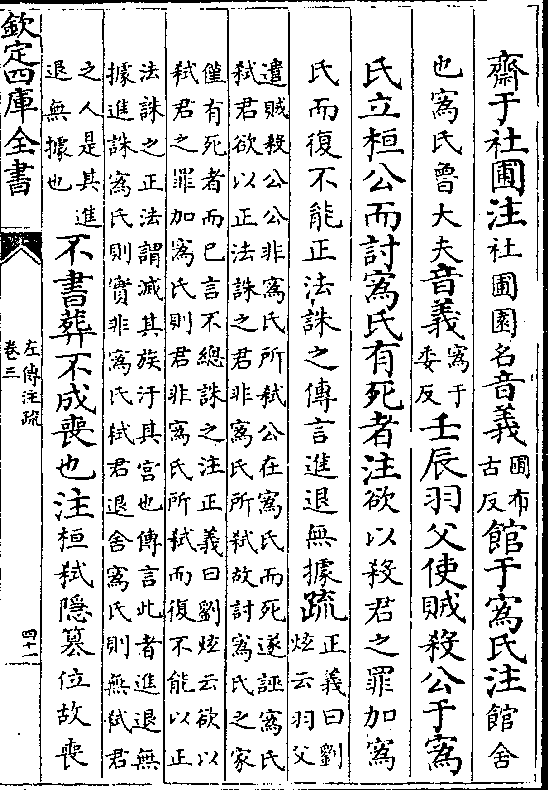 齋于社圃注社圃園名音義圃布古反館于寪氏注館舍
也寪氏魯大夫音義寪于委反壬辰羽父使賊殺公于寪
氏立桓公而討寪氏有死者注欲以殺君之罪加寪
氏而復不能正法誅之傳言進退無據疏正義曰劉炫云羽父
遣賊殺公公非寪氏所弑公在寪氏而死遂誣寪氏
弑君欲以正法誅之君非寪氏所弑故討寪氏之家
僅有死者而已言不總誅之注正義曰劉炫云欲以
弑君之罪加寪氏則君非寪氏所弑而復不能以正
法誅之正法謂滅其族汙其宫也傳言此者進退無
據進誅寪氏則實非寪氏弑君退舍寪氏則無弑君
之人是其進
退無據也
不書葬不成喪也注桓弑隱篡位故喪
欽定四庫全書
左傳注疏
卷三
四十二